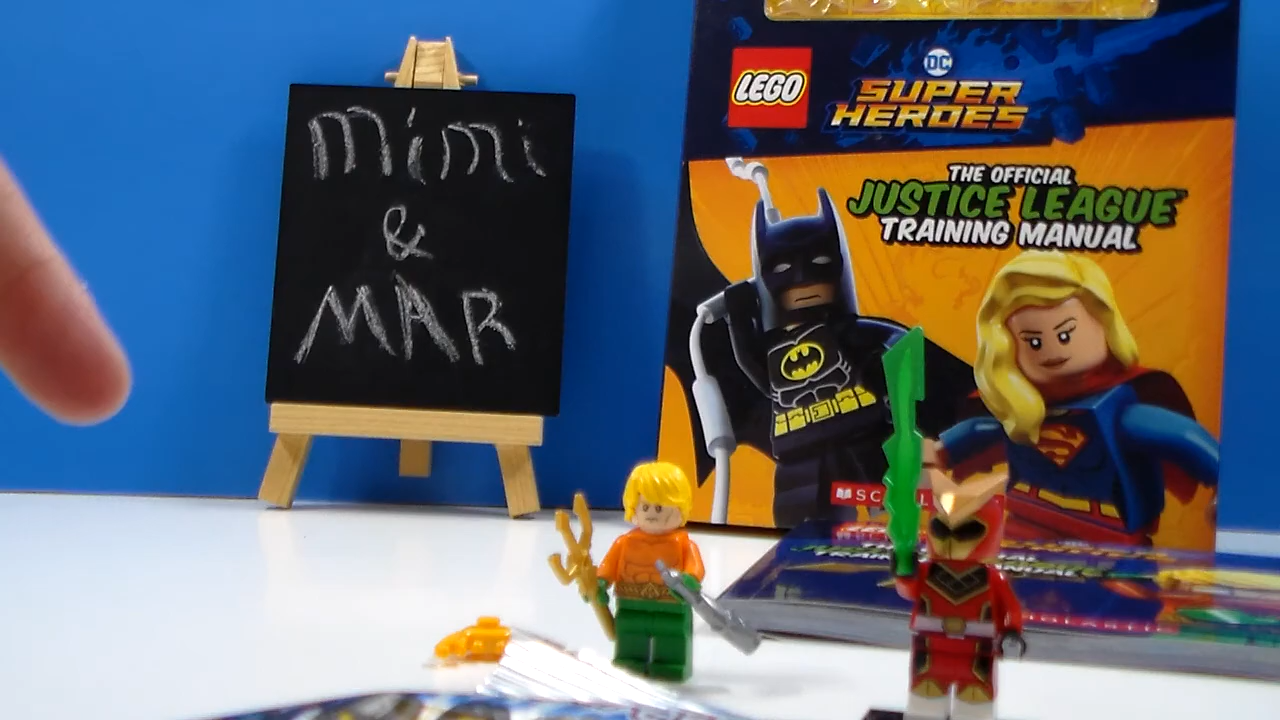 mimi
&
MAR
LEGO
DC
SUPER
HEROES
THE OFFICIAL
JUSTICE LEAGUE
TRAINING MANUAL